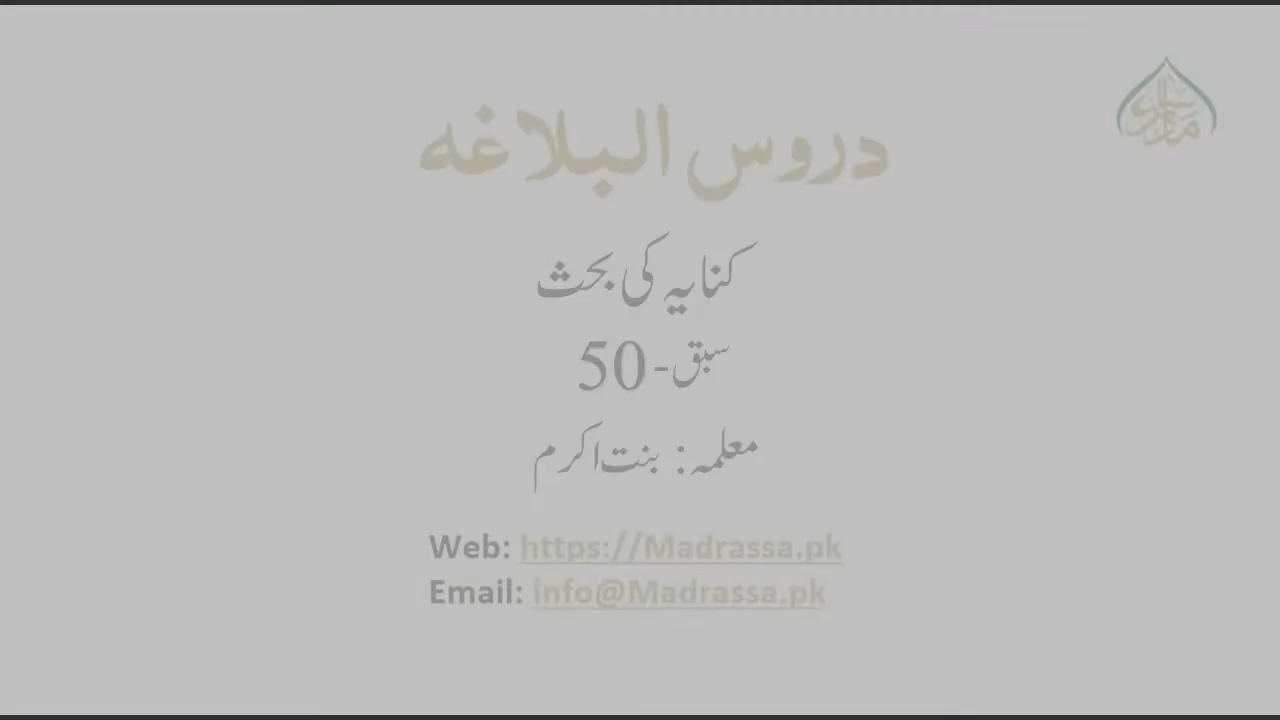 دروس البلاغه
کنایہ کی بحث
سبق-50
معلمہ : بنت اکرم
Web: https://Madrassa.pk
Email: info@Madrassa.pk